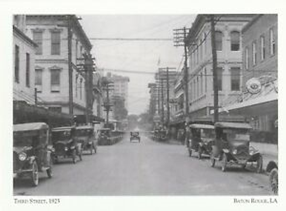 Third Street, 1925
Baton Rouge, LA